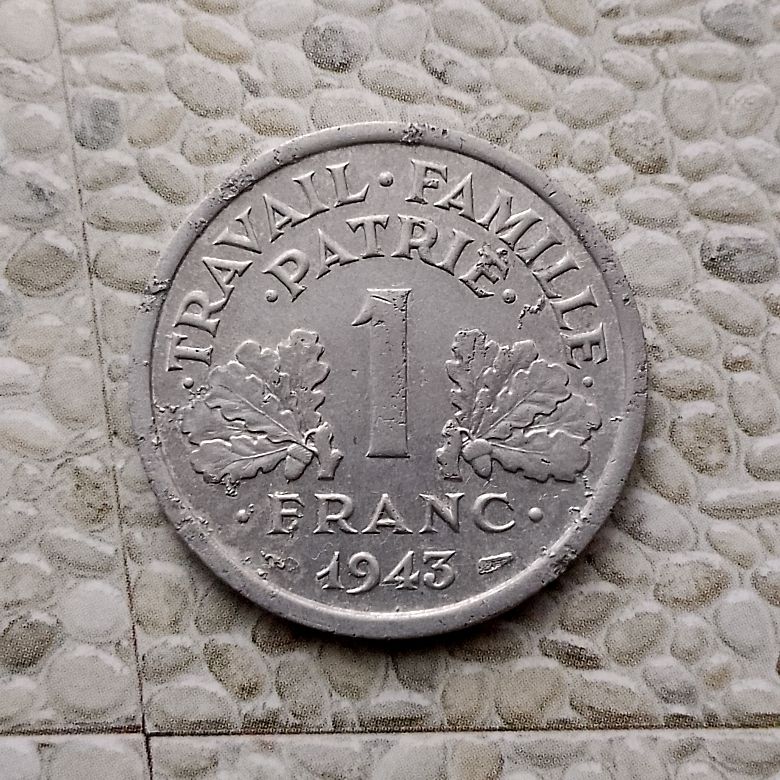 ·TRAVAIL·FAMILLE·
·PATRIE·
1
·FRANC·
1943